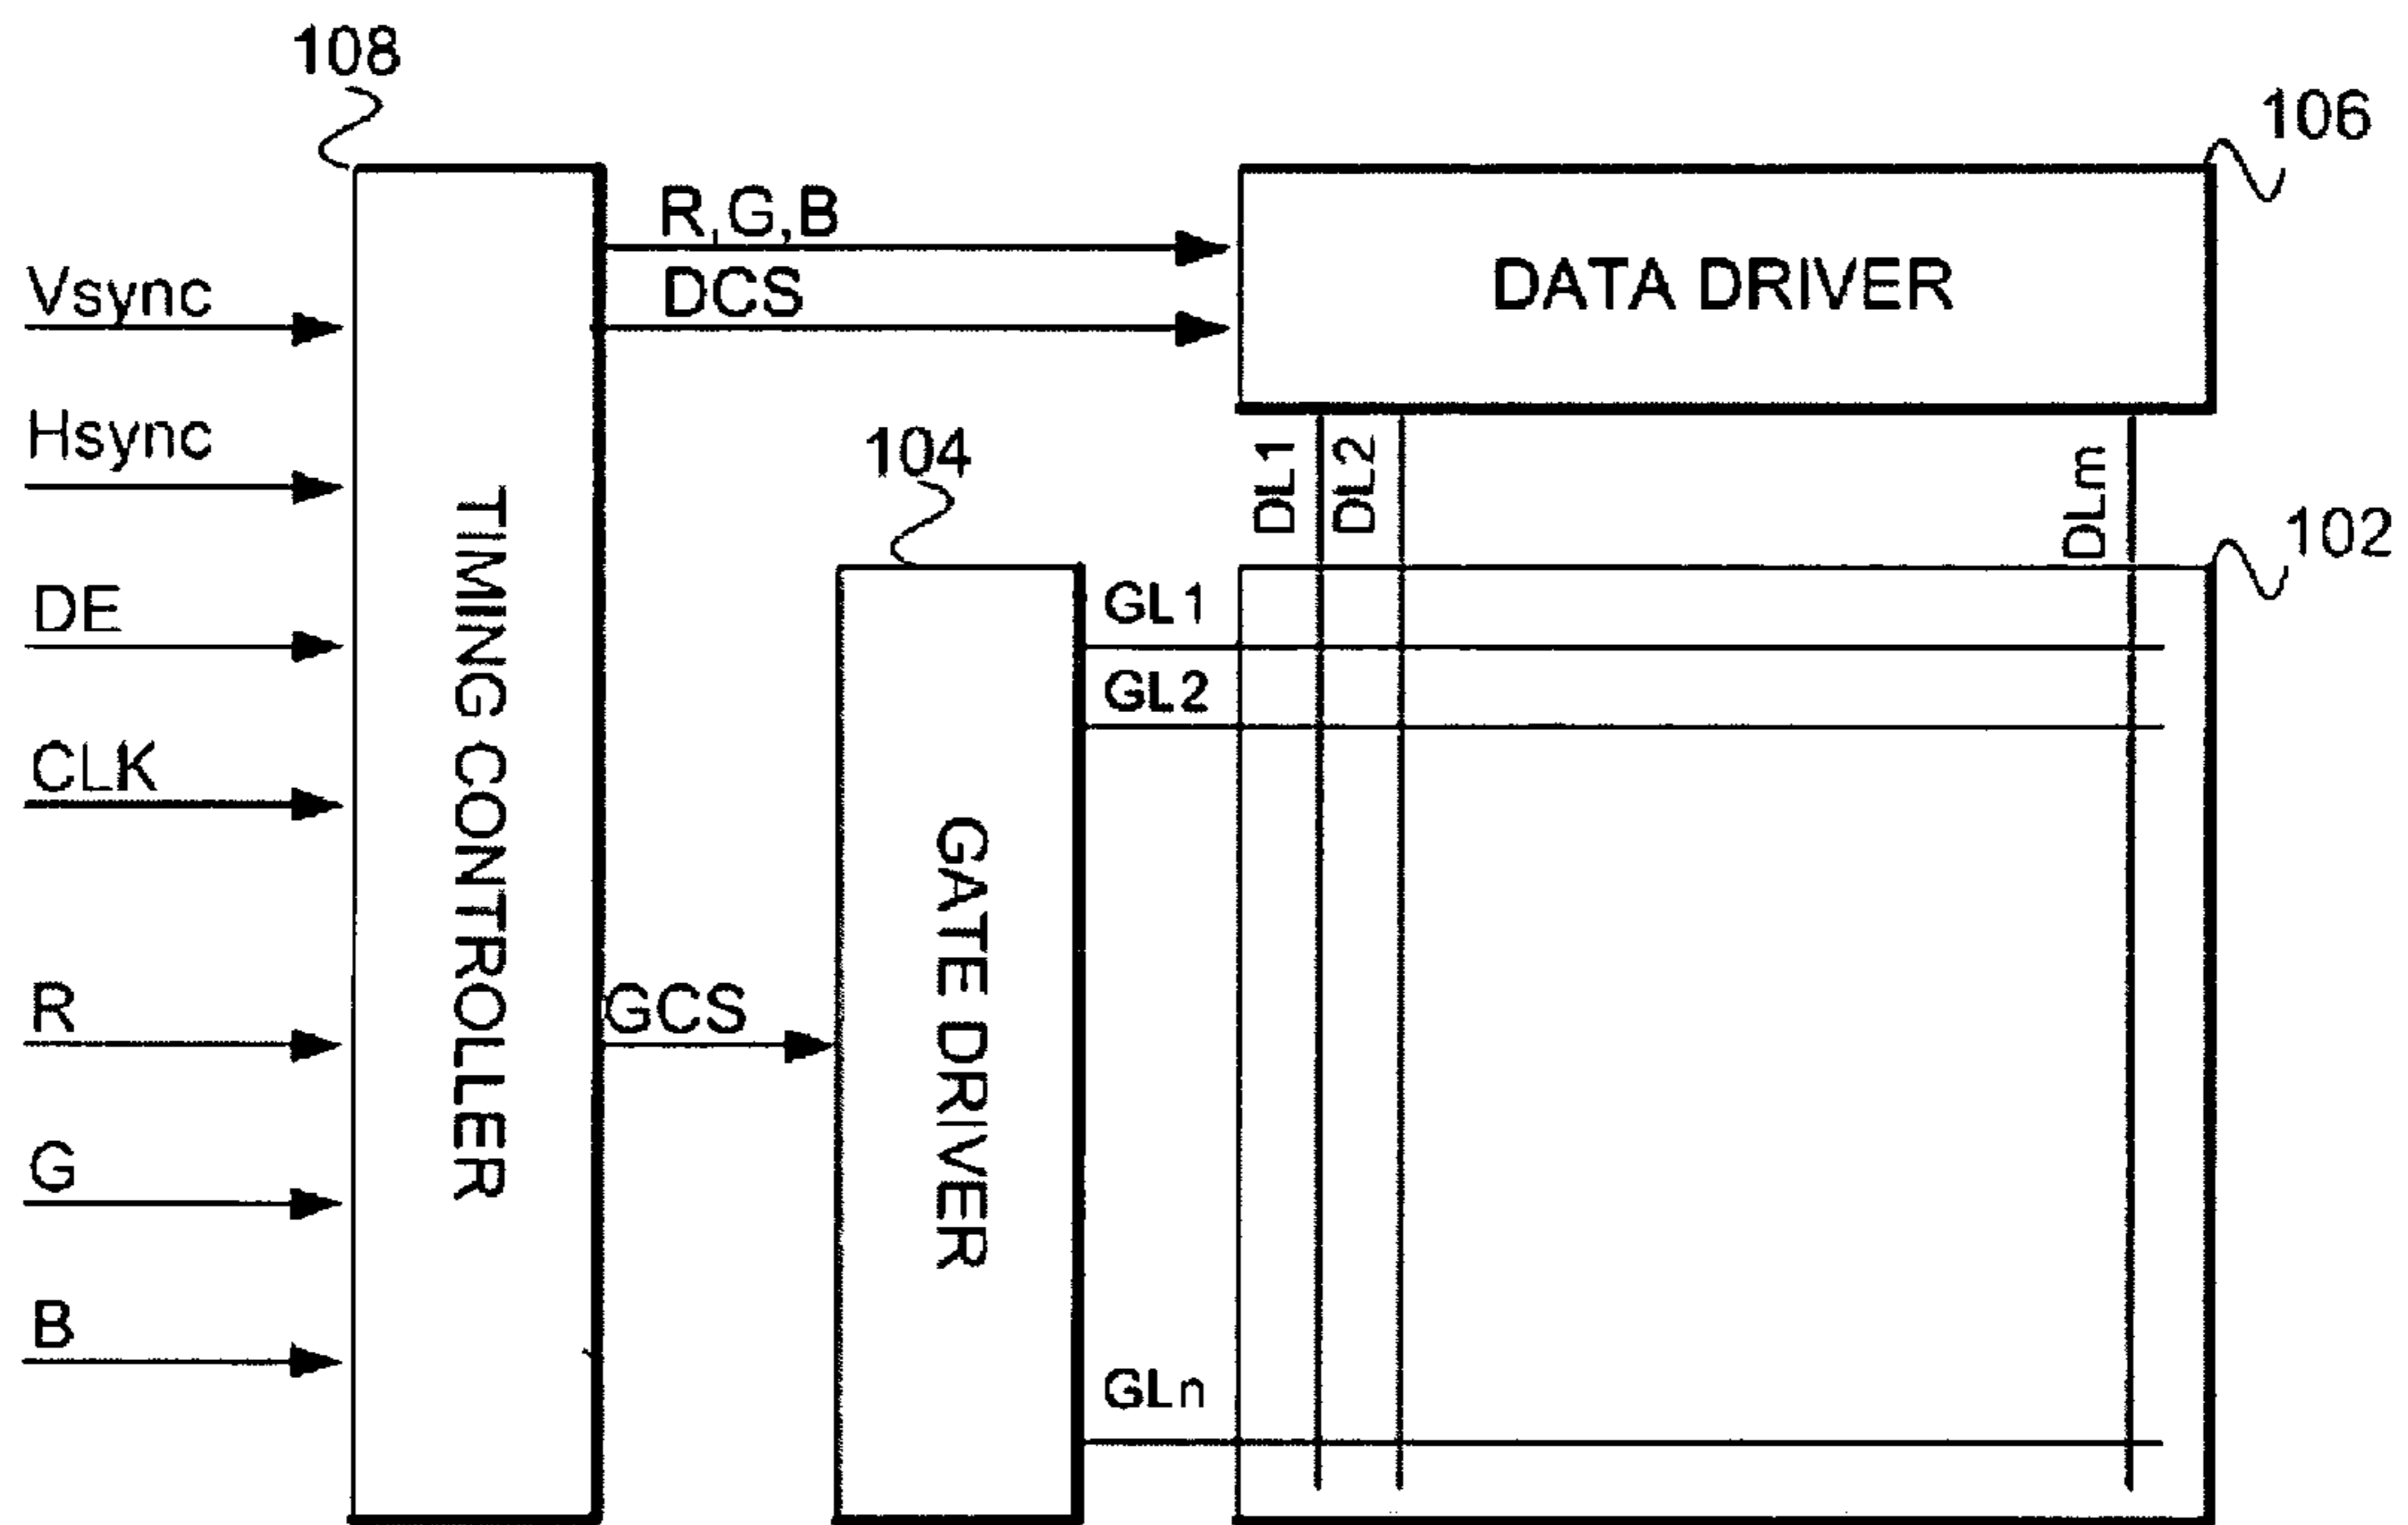 108
106
R,G,B
Vsync
DCS
DATA DRIVER
Hsync
104
DL1
DL2
DLm
102
TIMING CONTROLLER
DE
GL1
GL2
CLK
GATE DRIVER
R
GCS
G
B
GLn